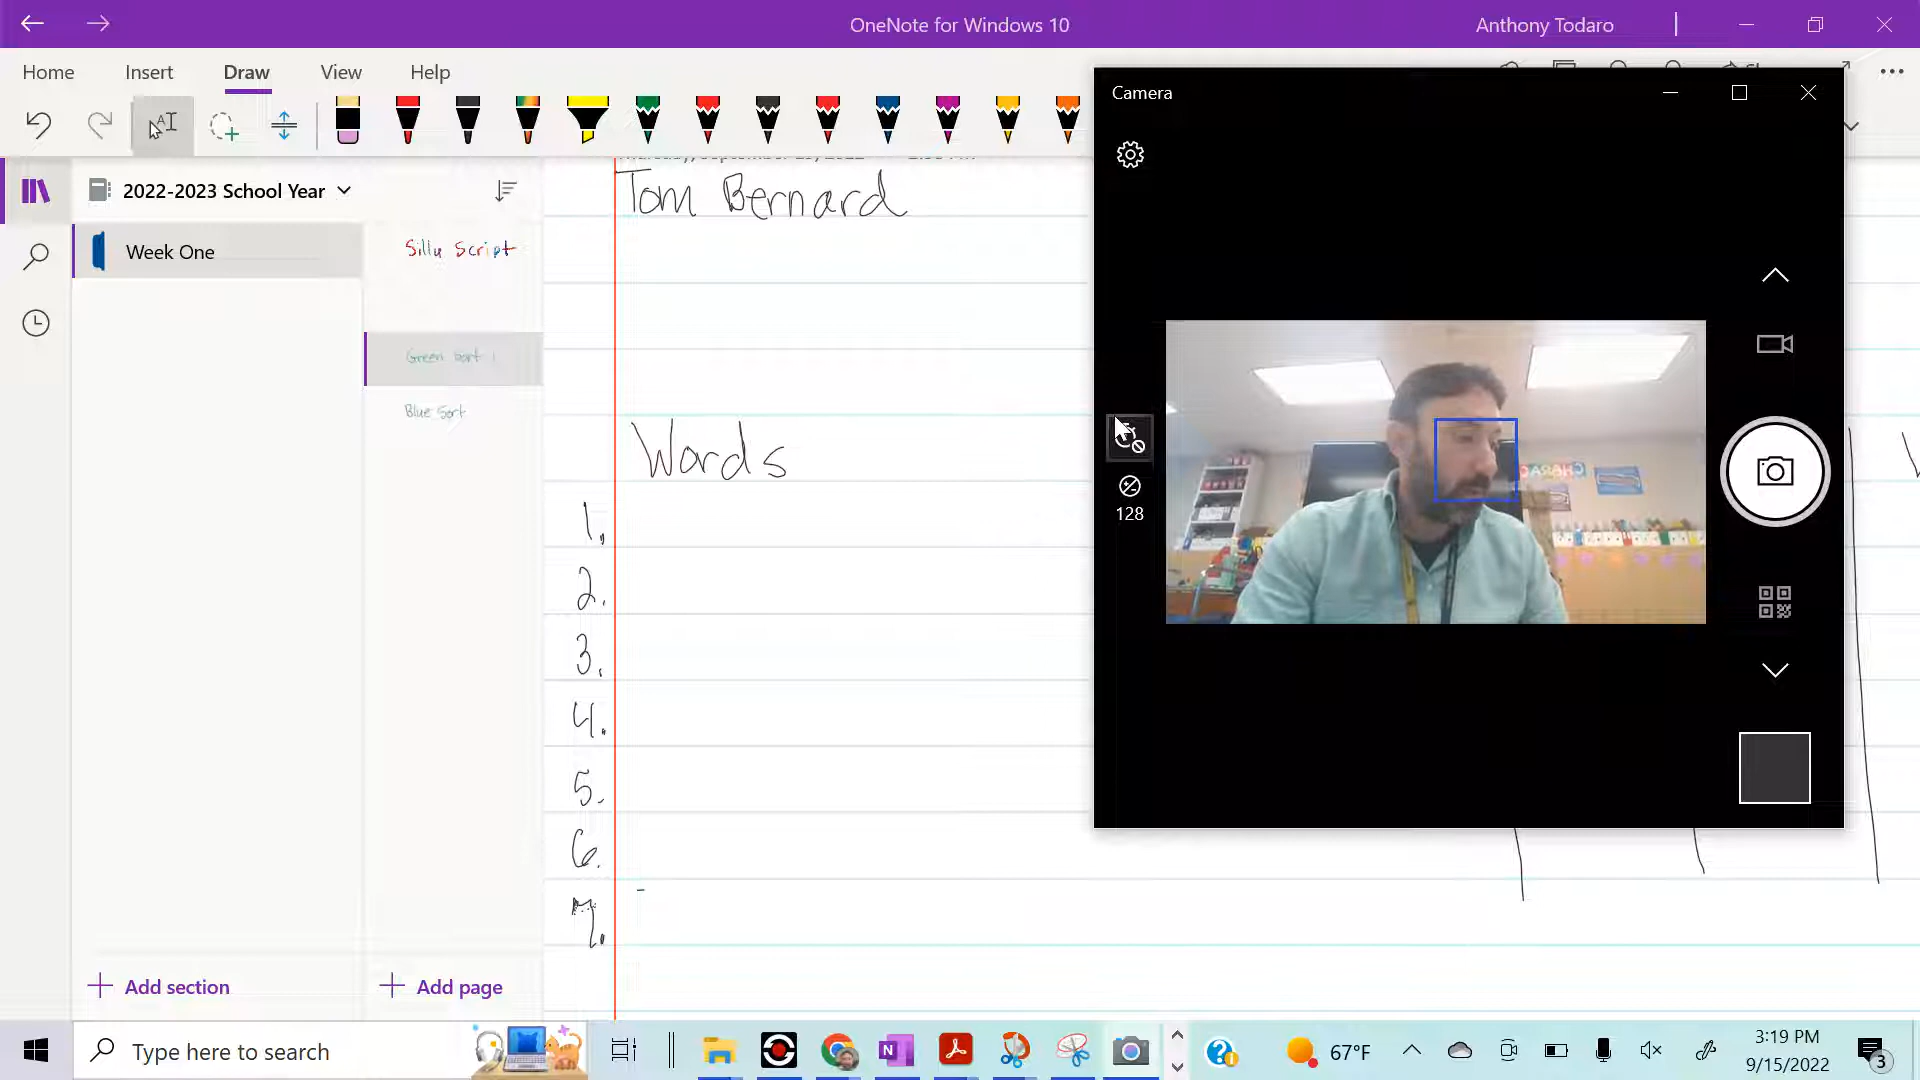 OneNote for Windows 10
Anthony Todaro
Home Insert Draw View Help
Camera
2022-2023 School Year
Week One
Silly Script
Green Sort 1
Blue Sort
Tom Bernard
Words
1.
2.
3.
4.
5.
6.
7.
128
Add section
Add page
Type here to search
67°F
3:19 PM
9/15/2022
3